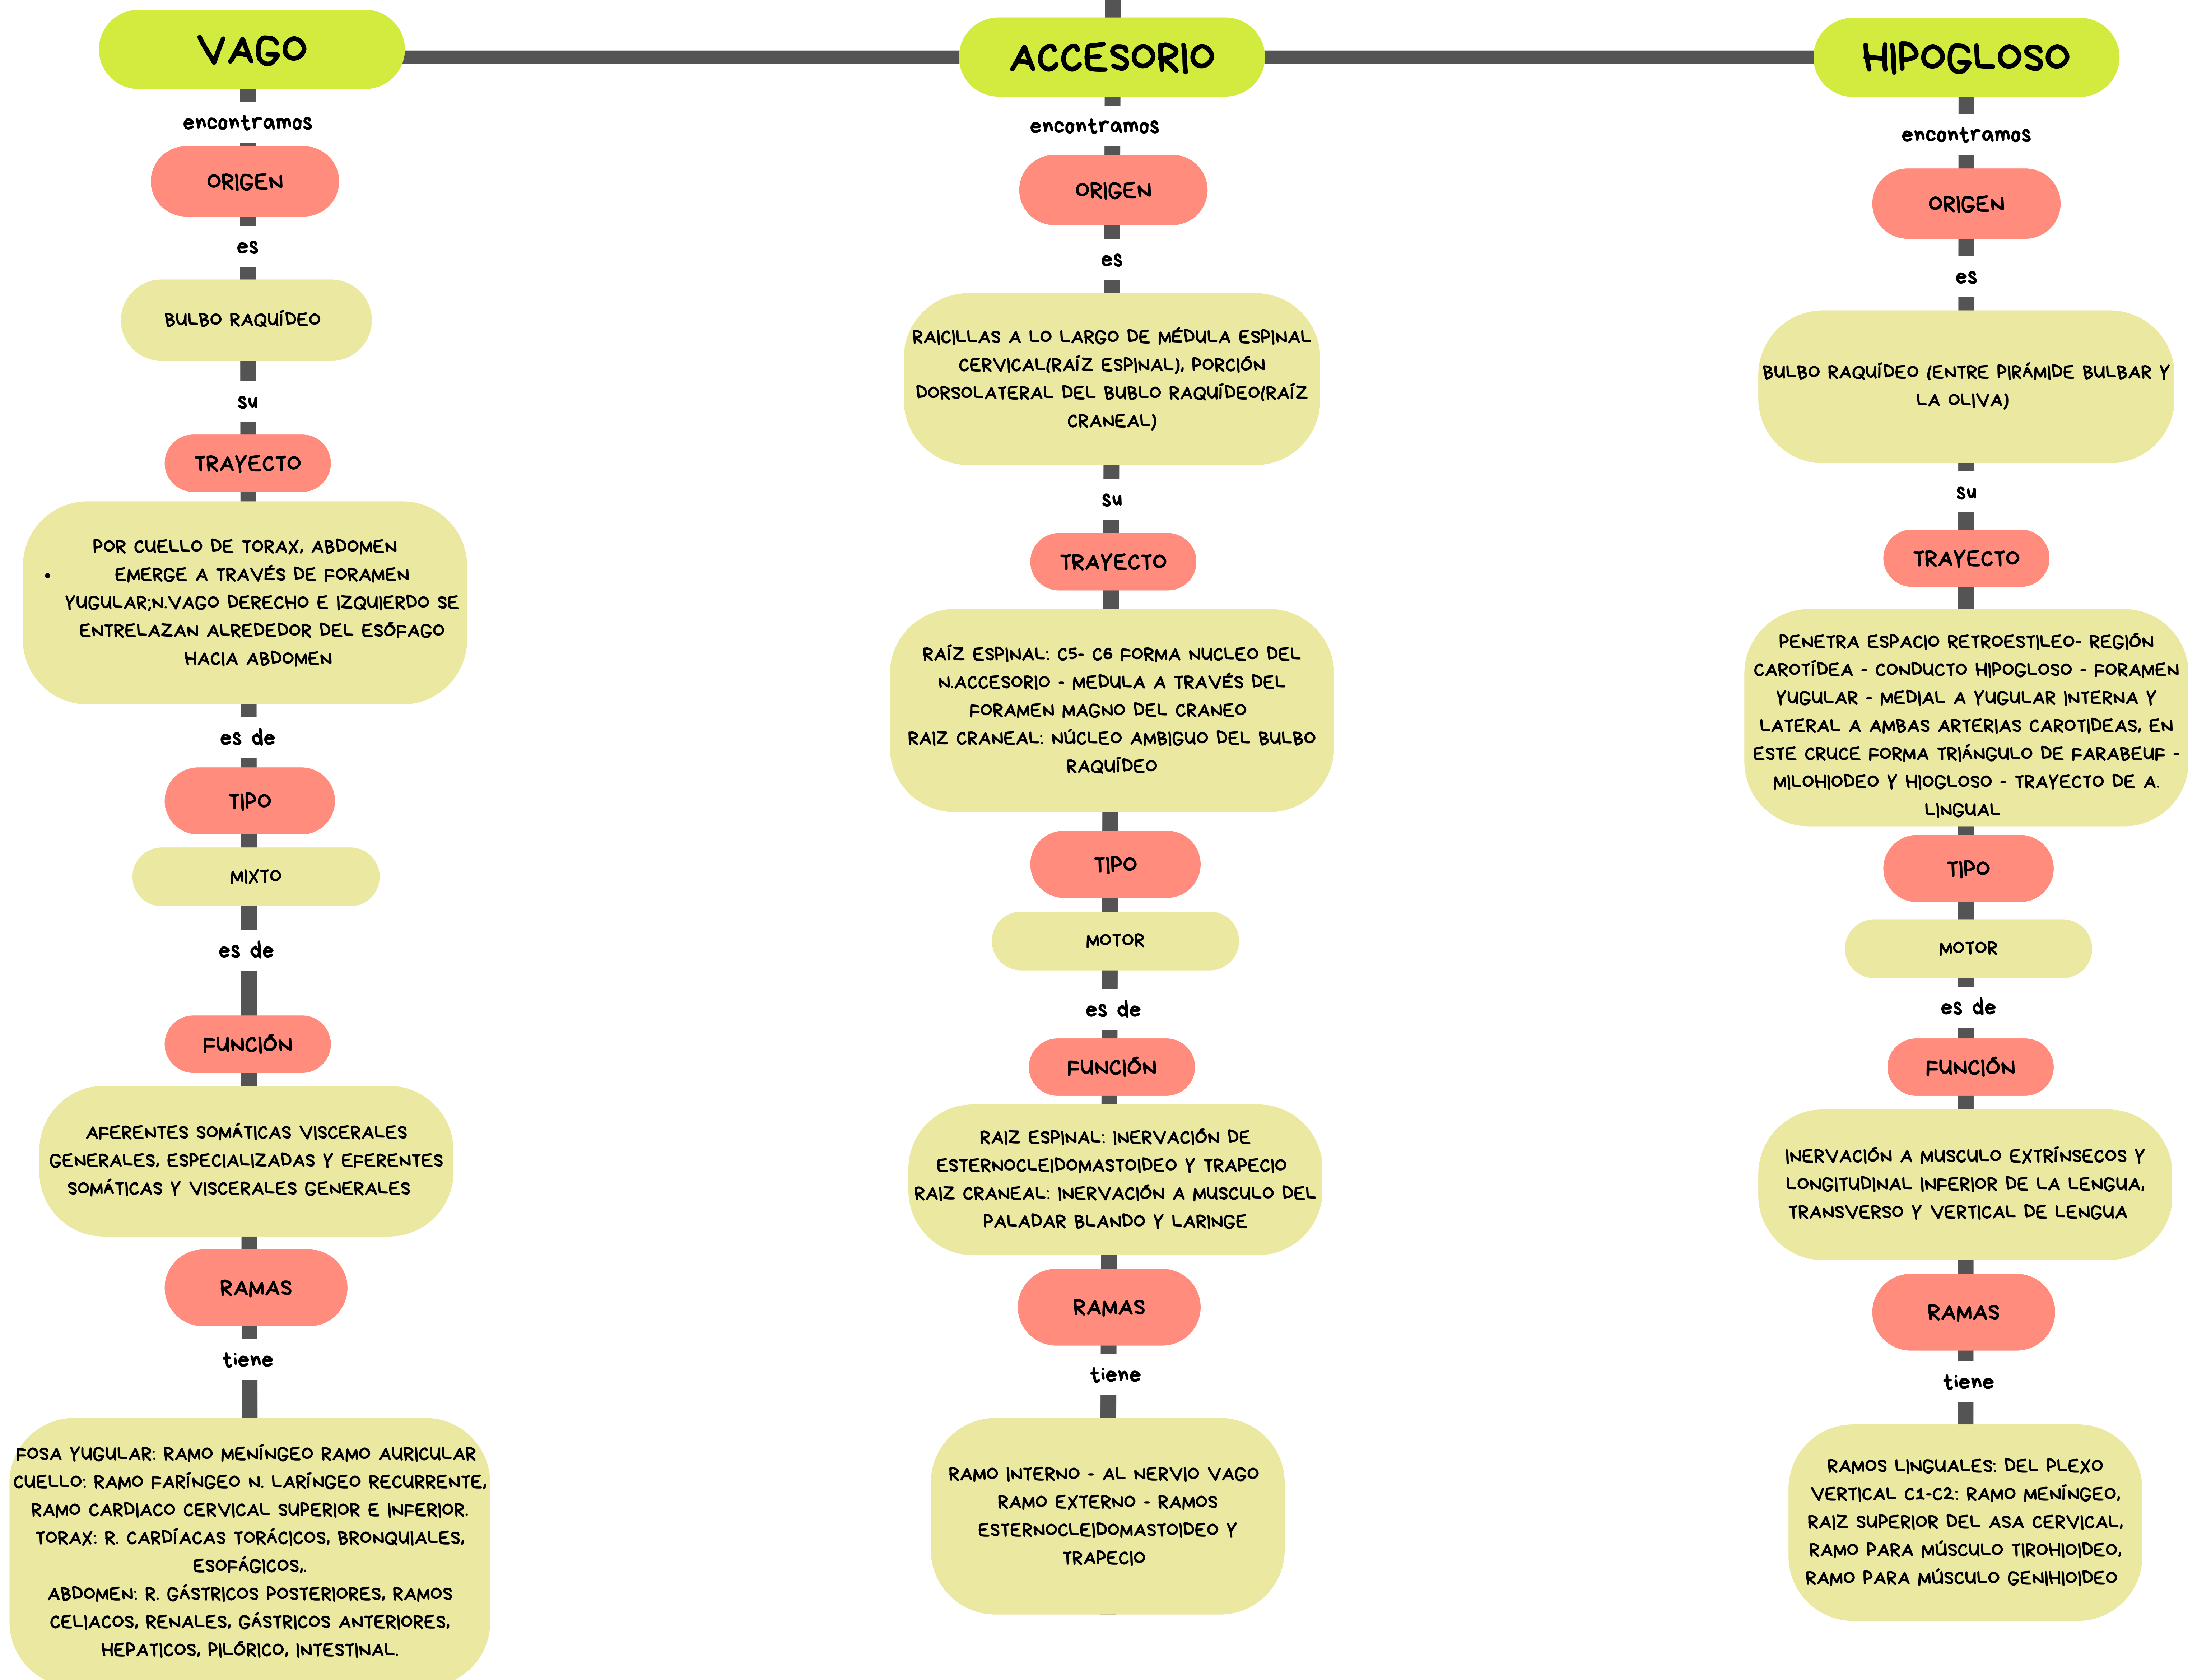 VAGO
encontramos
ORIGEN
es
BULBO RAQUÍDEO
su
TRAYECTO
POR CUELLO DE TORAX, ABDOMEN
• EMERGE A TRAVÉS DE FORAMEN
YUGULAR;N.VAGO DERECHO E IZQUIERDO SE
ENTRELAZAN ALREDEDOR DEL ESÓFAGO
HACIA ABDOMEN
es de
TIPO
MIXTO
es de
FUNCIÓN
AFERENTES SOMÁTICAS VISCERALES
GENERALES, ESPECIALIZADAS Y EFERENTES
SOMÁTICAS Y VISCERALES GENERALES
RAMAS
tiene
FOSA YUGULAR: RAMO MENÍNGEO RAMO AURICULAR
CUELLO: RAMO FARÍNGEO N. LARÍNGEO RECURRENTE,
RAMO CARDIACO CERVICAL SUPERIOR E INFERIOR.
TORAX: R. CARDÍACAS TORÁCICOS, BRONQUIALES,
ESOFÁGICOS,.
ABDOMEN: R. GÁSTRICOS POSTERIORES, RAMOS
CELIACOS, RENALES, GÁSTRICOS ANTERIORES,
HEPATICOS, PILÓRICO, INTESTINAL.
ACCESORIO
encontramos
ORIGEN
es
RAICILLAS A LO LARGO DE MÉDULA ESPINAL
CERVICAL(RAÍZ ESPINAL), PORCIÓN
DORSOLATERAL DEL BUBLO RAQUÍDEO(RAÍZ
CRANEAL)
su
TRAYECTO
RAÍZ ESPINAL: C5- C6 FORMA NUCLEO DEL
N.ACCESORIO - MEDULA A TRAVÉS DEL
FORAMEN MAGNO DEL CRANEO
RAIZ CRANEAL: NÚCLEO AMBIGUO DEL BULBO
RAQUÍDEO
TIPO
MOTOR
es de
FUNCIÓN
RAIZ ESPINAL: INERVACIÓN DE
ESTERNOCLEIDOMASTOIDEO Y TRAPECIO
RAIZ CRANEAL: INERVACIÓN A MUSCULO DEL
PALADAR BLANDO Y LARINGE
RAMAS
tiene
RAMO INTERNO - AL NERVIO VAGO
RAMO EXTERNO - RAMOS
ESTERNOCLEIDOMASTOIDEO Y
TRAPECIO
HIPOGLOSO
encontramos
ORIGEN
es
BULBO RAQUÍDEO (ENTRE PIRÁMIDE BULBAR Y
LA OLIVA)
su
TRAYECTO
PENETRA ESPACIO RETROESTILEO- REGIÓN
CAROTÍDEA - CONDUCTO HIPOGLOSO - FORAMEN
YUGULAR - MEDIAL A YUGULAR INTERNA Y
LATERAL A AMBAS ARTERIAS CAROTIDEAS, EN
ESTE CRUCE FORMA TRIÁNGULO DE FARABEUF -
MILOHIODEO Y HIOGLOSO - TRAYECTO DE A.
LINGUAL
TIPO
MOTOR
es de
FUNCIÓN
INERVACIÓN A MUSCULO EXTRÍNSECOS Y
LONGITUDINAL INFERIOR DE LA LENGUA,
TRANSVERSO Y VERTICAL DE LENGUA
RAMAS
tiene
RAMOS LINGUALES: DEL PLEXO
VERTICAL C1-C2: RAMO MENÍNGEO,
RAIZ SUPERIOR DEL ASA CERVICAL,
RAMO PARA MÚSCULO TIROHIOIDEO,
RAMO PARA MÚSCULO GENIHIOIDEO